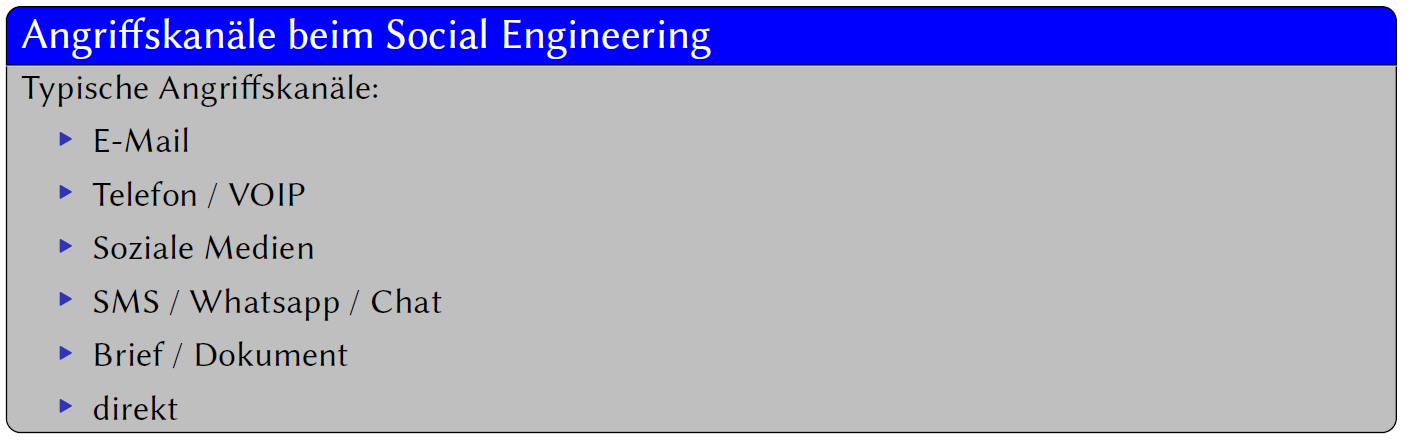 Angriffskanäle beim Social Engineering
Typische Angriffskanäle:
E-Mail
Telefon / VOIP
Soziale Medien
SMS / Whatsapp / Chat
Brief / Dokument
direkt